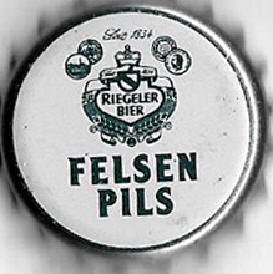 Seit 1834
RIEGELER
BIER
FELSEN
PILS